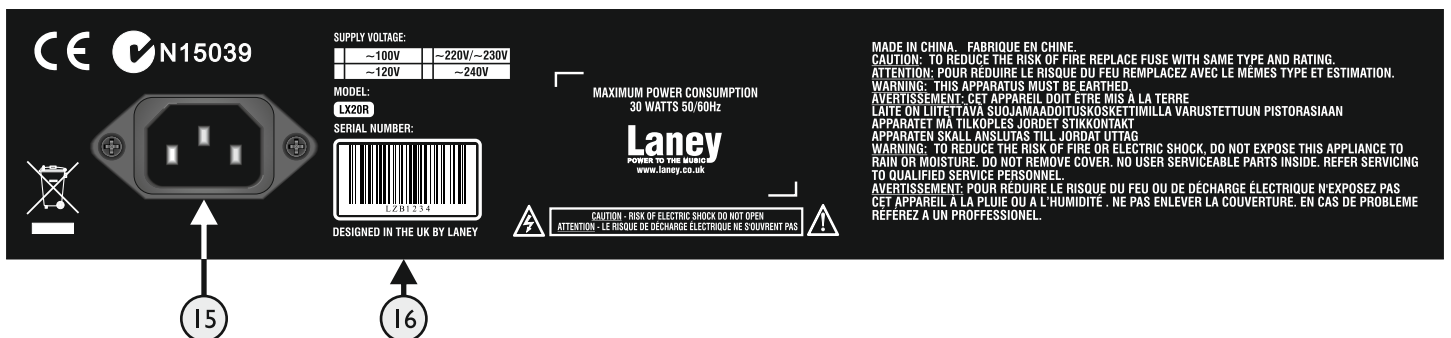 CE N15039
SUPPLY VOLTAGE:
~100V ~220V/~230V
~120V ~240V
MODEL:
LX20R
SERIAL NUMBER:
LZB1234
DESIGNED IN THE UK BY LANEY
MAXIMUM POWER CONSUMPTION
30 WATTS 50/60Hz
Laney
POWER TO THE MUSIC
www.laney.co.uk
CAUTION - RISK OF ELECTRIC SHOCK DO NOT OPEN
ATTENTION - LE RISQUE DE DÉCHARGE ÉLECTRIQUE NE S'OUVRENT PAS
MADE IN CHINA. FABRIQUE EN CHINE.
CAUTION: TO REDUCE THE RISK OF FIRE REPLACE FUSE WITH SAME TYPE AND RATING.
ATTENTION: POUR RÉDUIRE LE RISQUE DU FEU REMPLACEZ AVEC LE MÊMES TYPE ET ESTIMATION.
WARNING: THIS APPARATUS MUST BE EARTHED.
AVERTISSEMENT: CET APPAREIL DOIT ÊTRE MIS À LA TERRE
LAITE ON LIITETTÄVÄ SUOJAMAADOITUSKOSKETTIMILLA VARUSTETTUUN PISTORASIAAN
APPARATET MÅ TILKOPLES JORDET STIKKONTAKT
APPARATEN SKALL ANSLUTAS TILL JORDAT UTTAG
WARNING: TO REDUCE THE RISK OF FIRE OR ELECTRIC SHOCK, DO NOT EXPOSE THIS APPLIANCE TO
RAIN OR MOISTURE. DO NOT REMOVE COVER. NO USER SERVICEABLE PARTS INSIDE. REFER SERVICING
TO QUALIFIED SERVICE PERSONNEL.
AVERTISSEMENT: POUR RÉDUIRE LE RISQUE DU FEU OU DE DÉCHARGE ÉLECTRIQUE N'EXPOSEZ PAS
CET APPAREIL À LA PLUIE OU A L'HUMIDITÉ . NE PAS ENLEVER LA COUVERTURE. EN CAS DE PROBLEME
RÉFÉREZ A UN PROFFESSIONEL.
15
16